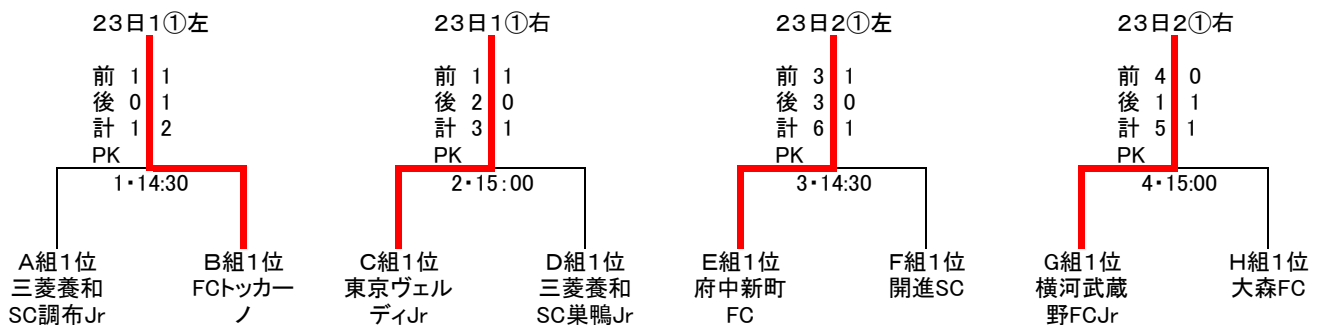 23日1①左 23日1①右 23日2①左 23日2①右
前 1 1 前 1 1 前 3 1 前 4 0
後 0 1 後 2 0 後 3 0 後 1 1
計 1 2 計 3 1 計 6 1 計 5 1
PK PK PK PK
1・14:30 2・15:00 3・14:30 4・15:00
A組1位 B組1位 C組1位 D組1位 E組1位 F組1位 G組1位 H組1位
三菱養和 FCトッカー 東京ヴェル 三菱養和 府中新町 開進SC 横河武蔵 大森FC
SC調布Jr ノ ディJr SC巣鴨Jr FC 野FCJr